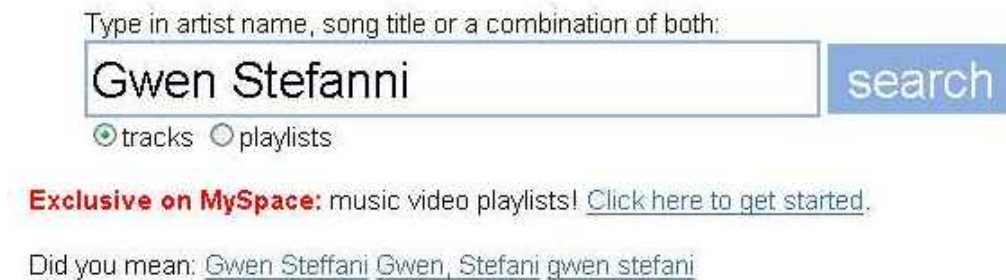 Type in artist name, song title or a combination of both:
Gwen Stefanni search
tracks playlists
Exclusive on MySpace: music video playlists! Click here to get started.
Did you mean: Gwen Steffani Gwen, Stefani gwen stefani